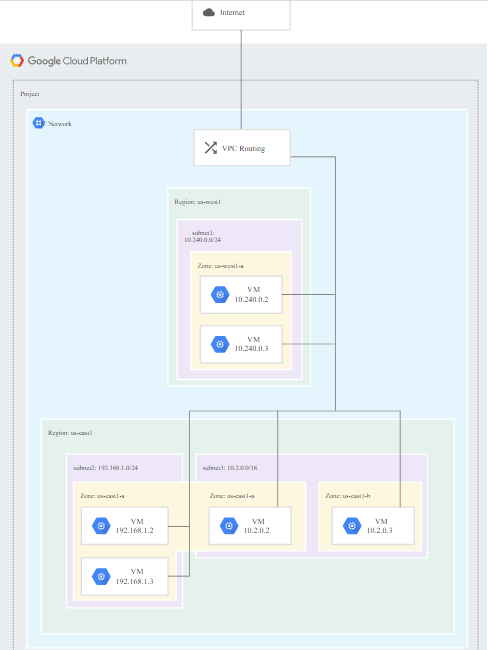 Internet
Google Cloud Platform
Project
Network
VPC Routing
Region: us-west1
subnet1:
10.240.0.0/24
Zone: us-west1-a
VM
10.240.0.2
VM
10.240.0.3
Region: us-east1
subnet2: 192.168.1.0/24
subnet3: 10.2.0.0/16
Zone: us-east1-a
Zone: us-east1-a
Zone: us-east1-b
VM
192.168.1.2
VM
10.2.0.2
VM
10.2.0.3
VM
192.168.1.3